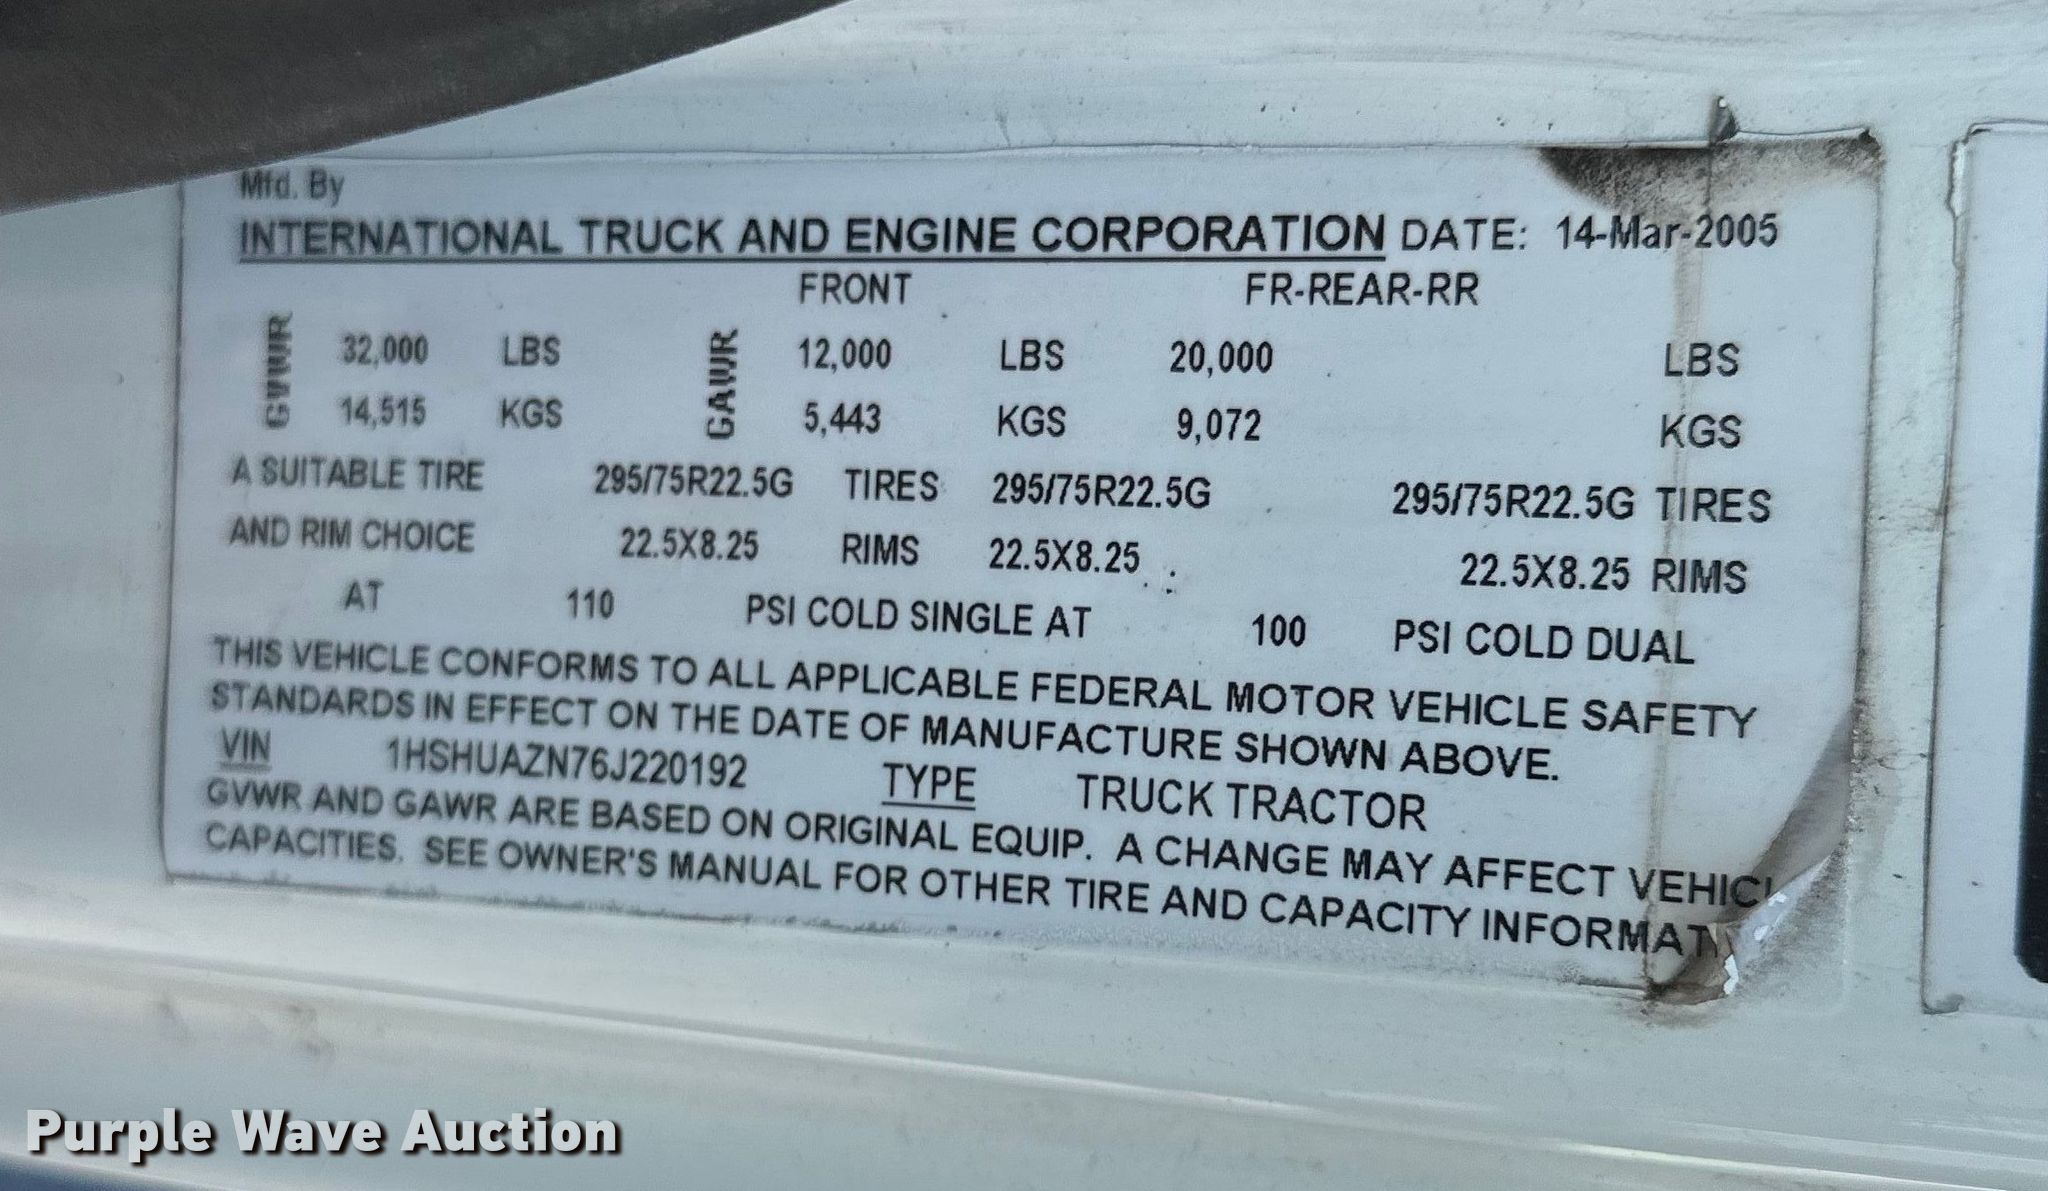 Mfd. By
INTERNATIONAL TRUCK AND ENGINE CORPORATION DATE: 14-Mar-2005
FRONT FR-REAR-RR
GVWR 32,000 LBS GAWR 12,000 LBS 20,000 LBS
14,515 KGS 5,443 KGS 9,072 KGS
A SUITABLE TIRE 295/75R22.5G TIRES 295/75R22.5G 295/75R22.5G TIRES
AND RIM CHOICE 22.5X8.25 RIMS 22.5X8.25 22.5X8.25 RIMS
AT 110 PSI COLD SINGLE AT 100 PSI COLD DUAL
THIS VEHICLE CONFORMS TO ALL APPLICABLE FEDERAL MOTOR VEHICLE SAFETY
STANDARDS IN EFFECT ON THE DATE OF MANUFACTURE SHOWN ABOVE.
VIN 1HSHUAZN76J220192 TYPE TRUCK TRACTOR
GVWR AND GAWR ARE BASED ON ORIGINAL EQUIP. A CHANGE MAY AFFECT VEHICL
CAPACITIES. SEE OWNER'S MANUAL FOR OTHER TIRE AND CAPACITY INFORMAT
Purple Wave Auction